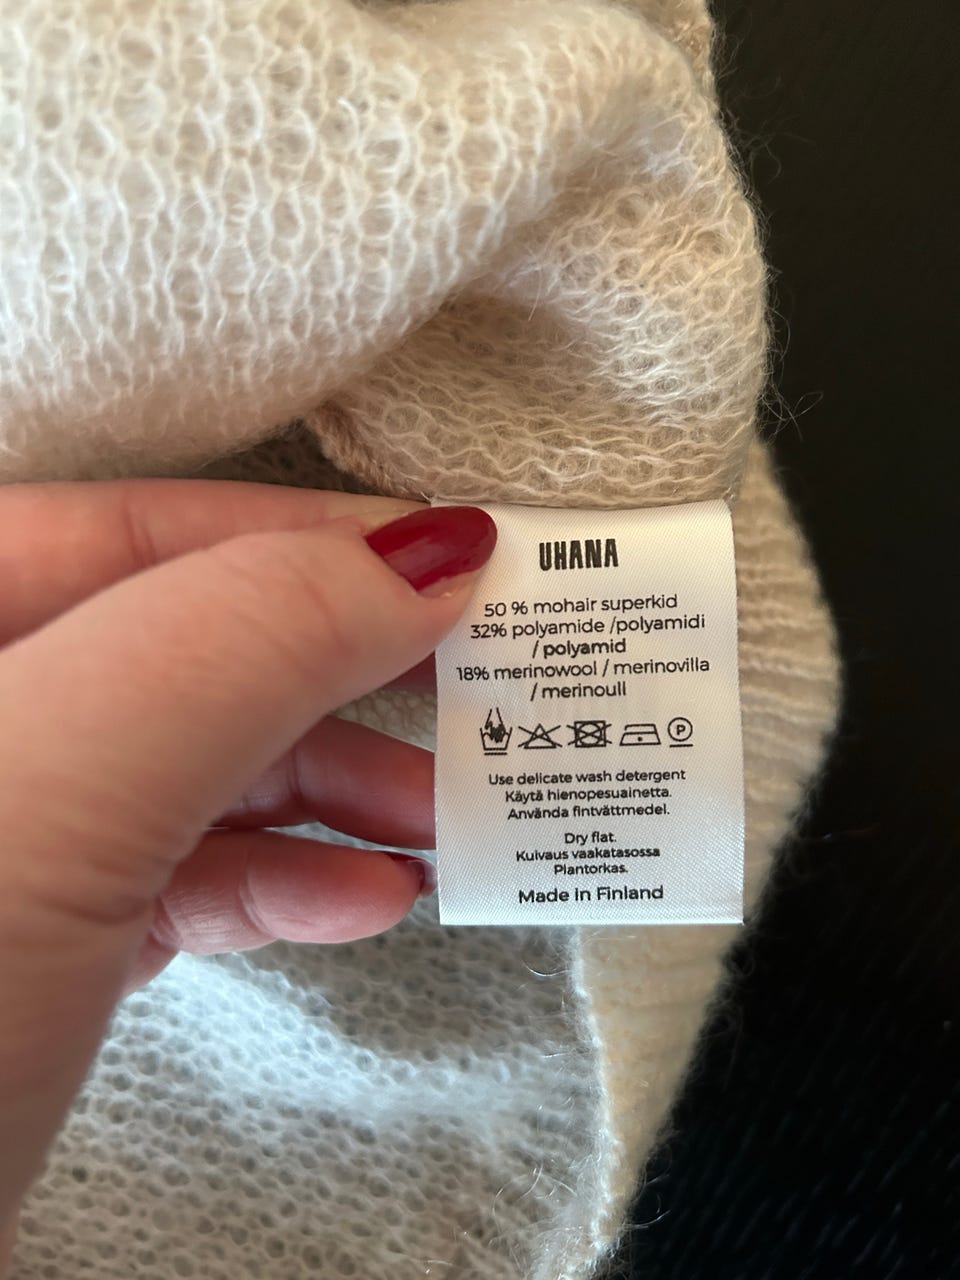 UHANA
50 % mohair superkid
32% polyamide /polyamidi
/ polyamid
18% merinowool / merinovilla
/ merinoull
P
Use delicate wash detergent
Käytä hienopesuainetta.
Använda fintvättmedel.
Dry flat.
Kuivaus vaakatasossa
Plantorkas.
Made in Finland